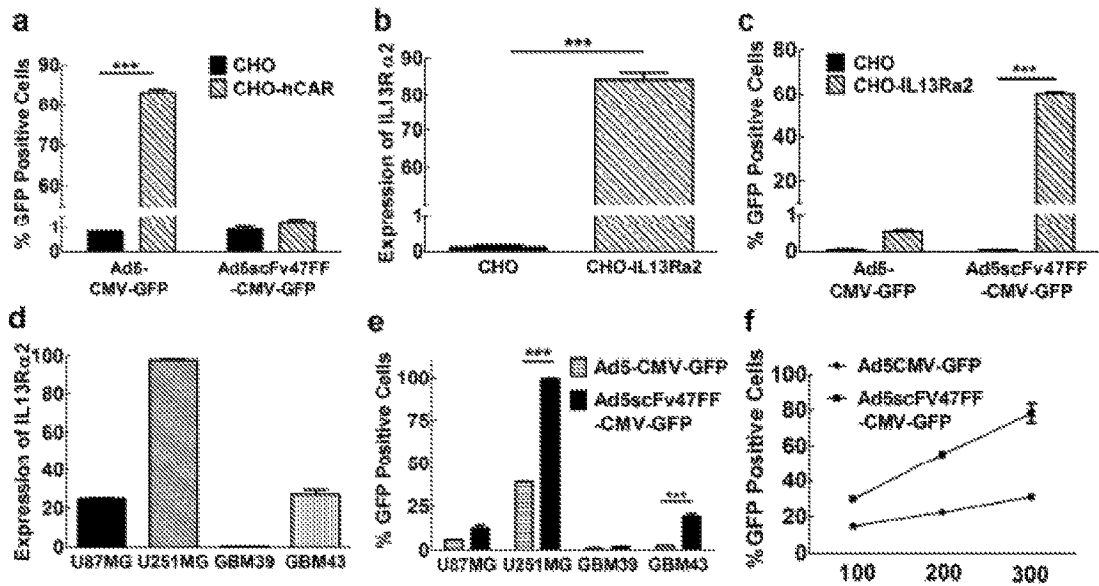 a
% GFP Positive Cells
90
80
70
60
1
0
***
CHO
CHO-hCAR
Ad5-
CMV-GFP
Ad5scFv47FF
-CMV-GFP
b
Expression of IL13Rα2
90
80
90
80
1
0
***
CHO
CHO-IL13Ra2
c
% GFP Positive Cells
80
60
40
20
1
0
***
CHO
CHO-IL13Ra2
Ad5-
CMV-GFP
Ad5scFv47FF
-CMV-GFP
d
Expression of IL13Rα2
100
80
60
40
20
0
U87MG
U251MG
GBM39
GBM43
e
% GFP Positive Cells
100
75
50
25
0
***
***
Ad5-CMV-GFP
Ad5scFv47FF
-CMV-GFP
U87MG
U251MG
GBM39
GBM43
f
% GFP Positive Cells
100
80
60
40
20
0
Ad5CMV-GFP
Ad5scFV47FF
-CMV-GFP
100
200
300